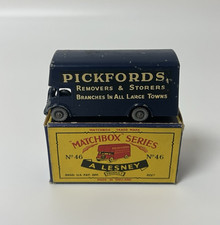 PICKFORDS
REMOVERS & STORERS
BRANCHES IN ALL LARGE TOWNS
MATCHBOX SERIES
Nº 46
Nº 46
A LESNEY